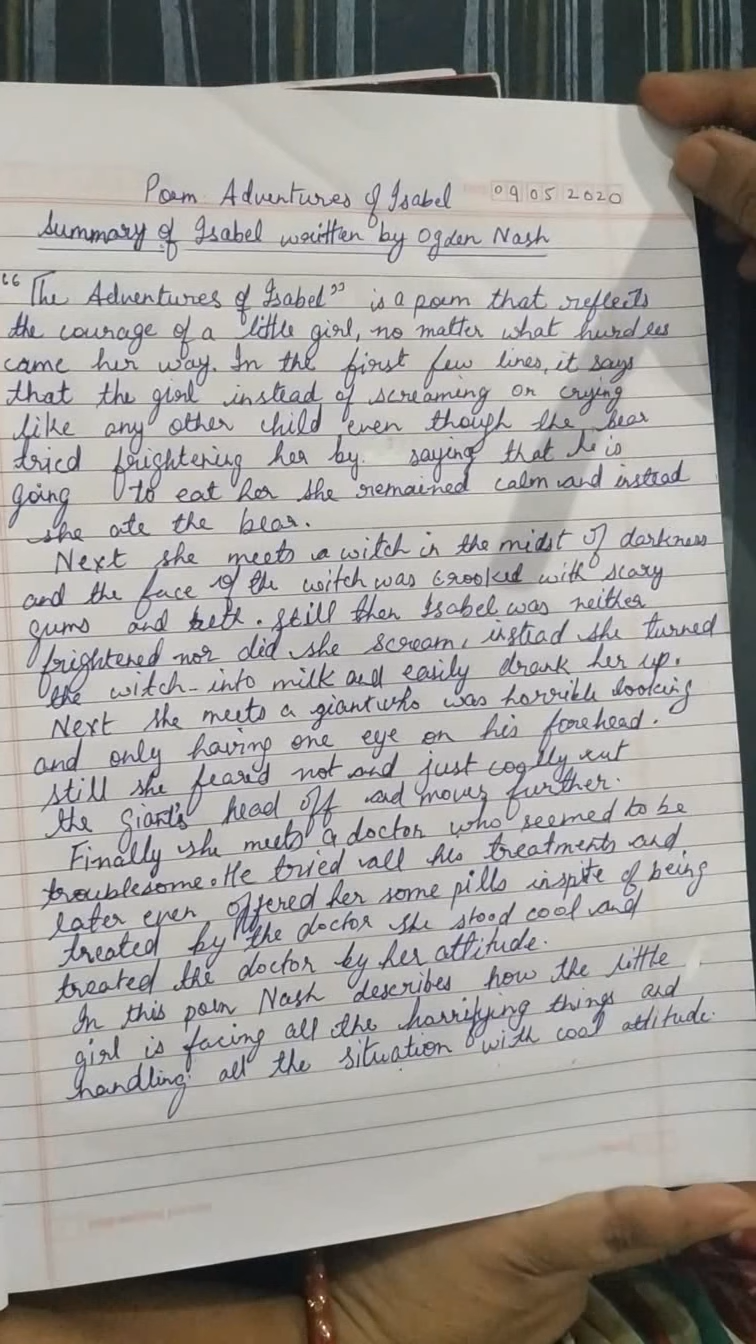 Poem Adventures of Isabel 09052020
Summary of Isabel written by Ogden Nash
"The Adventures of Isabel" is a poem that reflects
the courage of a little girl, no matter what hurdles
came her way. In the first few lines, it says
that the girl instead of screaming or crying
like any other child even though the bear
tried frightening her by. saying that he is
going to eat her she remained calm and instead
she ate the bear.
Next she meets a witch in the midst of darkness
and the face of the witch was crooked with scary
gums and teeth. Still then Isabel was neither
frightened nor did she scream, instead she turned
the witch into milk and easily drank her up.
Next she meets a giant who was horrible looking
and only having one eye on his forehead.
still she feared not and just coolly cut
the giant's head off and moves further.
Finally she meets a doctor who seemed to be
troublesome. He tried all his treatments and
later even offered her some pills inspite of being
treated by the doctor she stood cool and
treated the doctor by her attitude.
In this poem Nash describes how the little
girl is facing all the horrifying things and
handling all the situation with cool attitude.